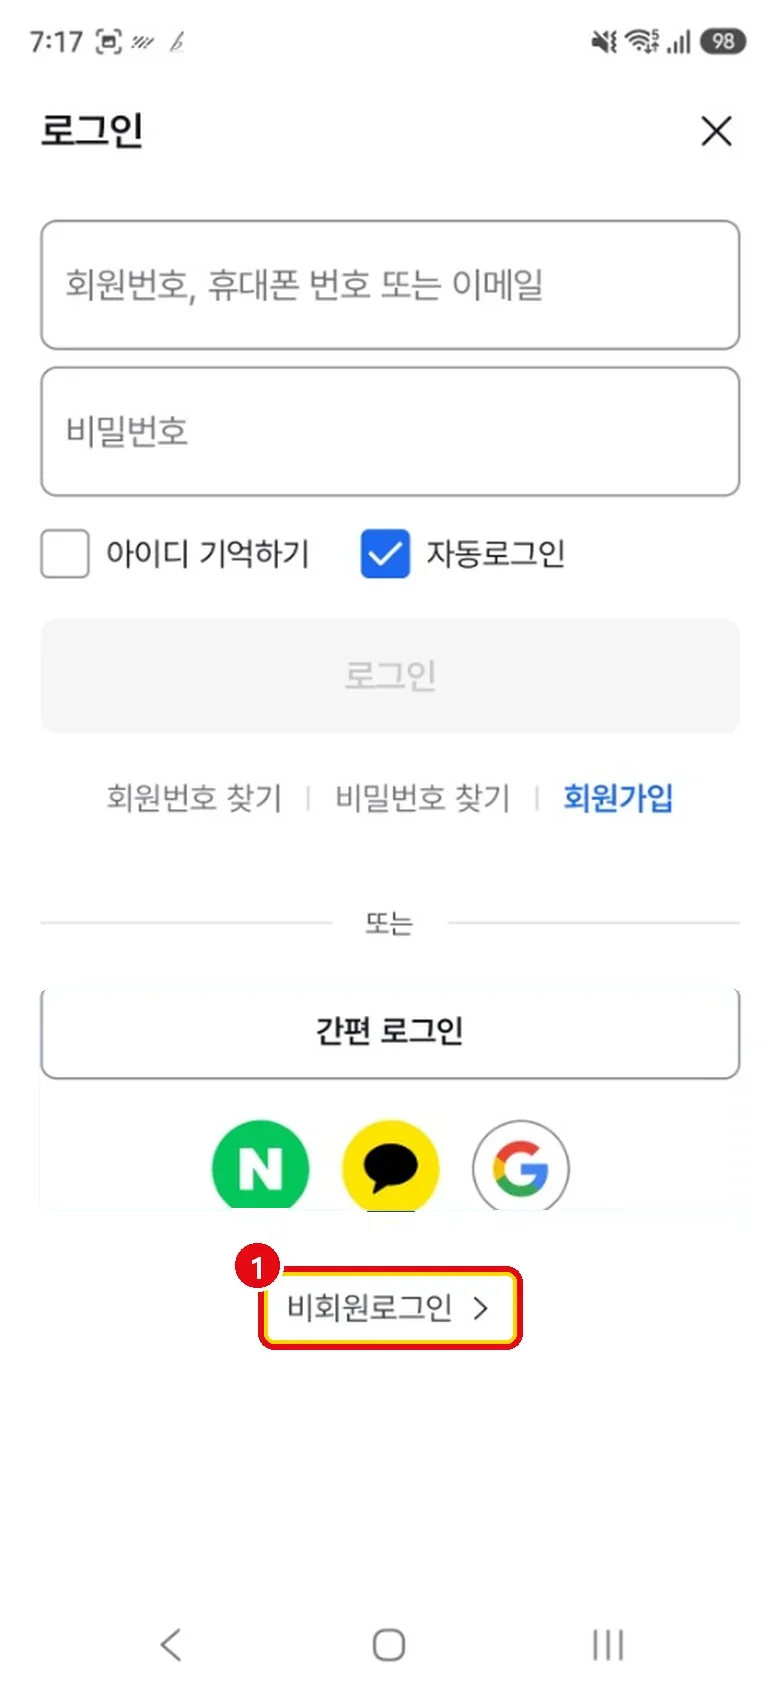 7:17
5
98
로그인
회원번호, 휴대폰 번호 또는 이메일
비밀번호
아이디 기억하기 자동로그인
로그인
회원번호 찾기 | 비밀번호 찾기 | 회원가입
또는
간편 로그인
N G
1
비회원로그인 >